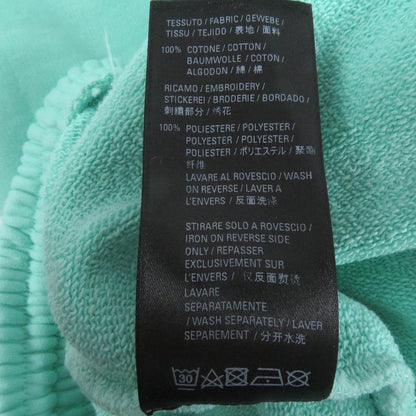 TESSUTO / FABRIC / GEWEBE /
TISSU / TEJIDO / 表地 / 面料
100% COTONE / COTTON /
BAUMWOLLE / COTON /
ALGODON / 綿 / 棉
RICAMO / EMBROIDERY /
STICKEREI / BRODERIE / BORDADO /
刺繍部分 / 绣花
100% POLIESTERE / POLYESTER /
POLYESTER / POLYESTER /
POLIESTER / ポリエステル / 聚酯
纤维
LAVARE AL ROVESCIO / WASH
ON REVERSE / LAVER A
L'ENVERS / 反面洗涤
STIRARE SOLO A ROVESCIO /
IRON ON REVERSE SIDE
ONLY / REPASSER
EXCLUSIVEMENT SUR
L'ENVERS / 仅反面熨烫
LAVARE
SEPARATAMENTE
/ WASH SEPARATELY / LAVER
SEPAREMENT / 分开水洗
30